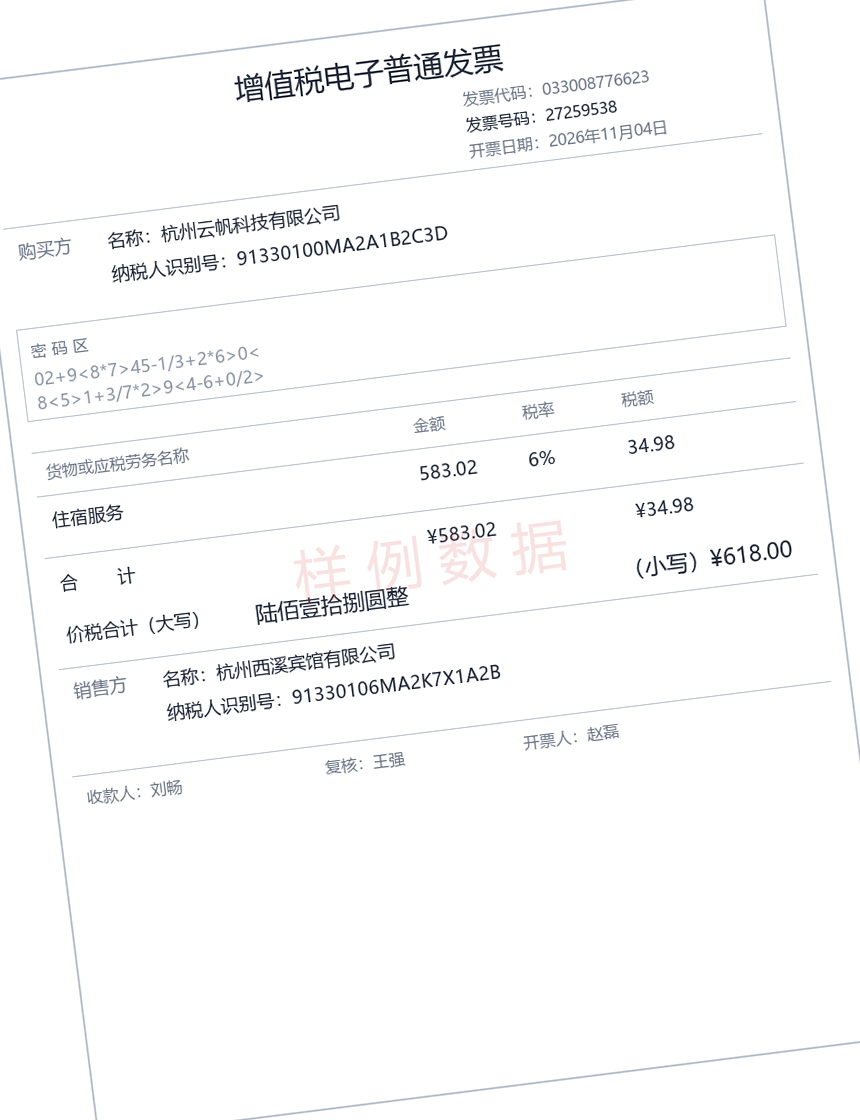 增值税电子普通发票
发票代码：033008776623
发票号码：27259538
开票日期：2026年11月04日
购买方
名称：杭州云帆科技有限公司
纳税人识别号：91330100MA2A1B2C3D
密码区
02+9<8*7>45-1/3+2*6>0<
8<5>1+3/7*2>9<4-6+0/2>
货物或应税劳务名称 金额 税率 税额
住宿服务 583.02 6% 34.98
合 计 ¥583.02 ¥34.98
样例数据
价税合计（大写） 陆佰壹拾捌圆整 （小写）¥618.00
销售方
名称：杭州西溪宾馆有限公司
纳税人识别号：91330106MA2K7X1A2B
收款人：刘畅 复核：王强 开票人：赵磊